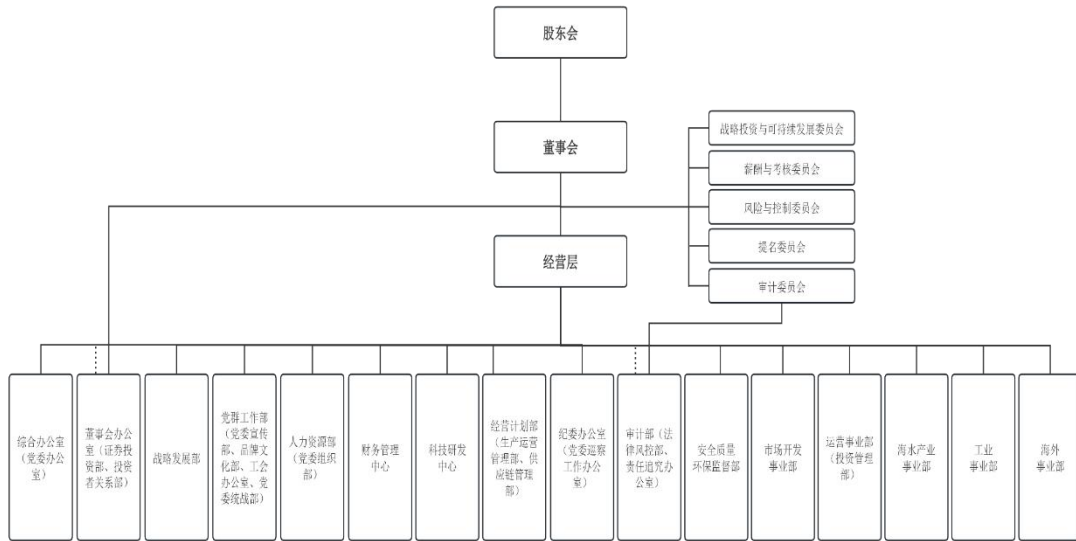 股东会
董事会
战略投资与可持续发展委员会
薪酬与考核委员会
风险与控制委员会
提名委员会
审计委员会
经营层
综合办公室
（党委办公
室）
董事会办公
室（证券投
资部、投资
者关系部）
战略发展部
党群工作部
（党委宣传
部、品牌文
化部、工会
办公室、党
委统战部）
人力资源部
（党委组织
部）
财务管理
中心
科技研发
中心
经营计划部
（生产运营
管理部、供
应链管理
部）
纪委办公室
（党委巡察
工作办公
室）
审计部（法
律风控部、
责任追究办
公室）
安全质量
环保监督部
市场开发
事业部
运营事业部
（投资管理
部）
海水产业
事业部
工业
事业部
海外
事业部